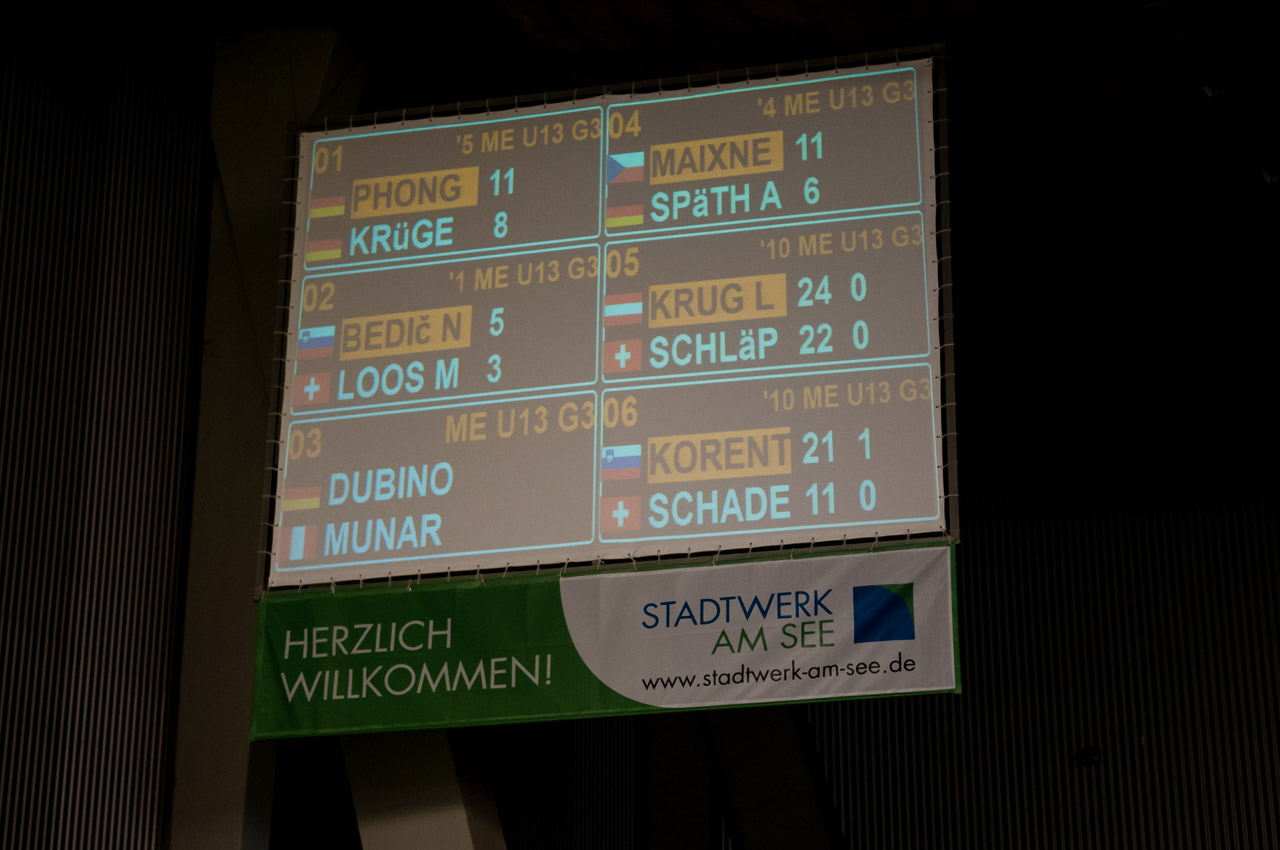 01 '5 ME U13 G3
PHONG 11
KRüGE 8
02 '1 ME U13 G3
BEDIč N 5
LOOS M 3
03 ME U13 G3
DUBINO
MUNAR
04 '4 ME U13 G3
MAIXNE 11
SPäTH A 6
05 '10 ME U13 G3
KRUG L 24 0
SCHLäP 22 0
06 '10 ME U13 G3
KORENT 21 1
SCHADE 11 0
HERZLICH
WILLKOMMEN!
STADTWERK
AM SEE
www.stadtwerk-am-see.de